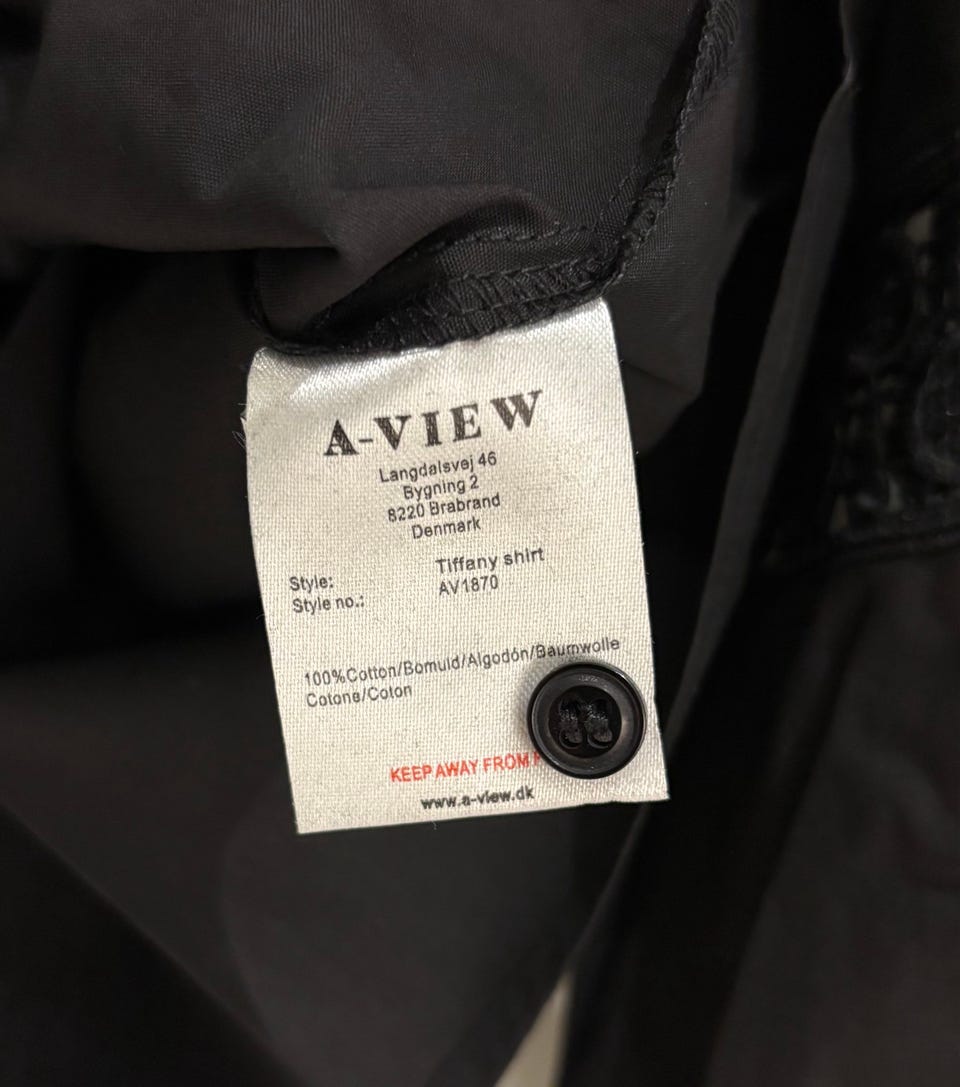 A-VIEW
Langdalsvej 46
Bygning 2
8220 Brabrand
Denmark
Style: Tiffany shirt
Style no.: AV1870
100%Cotton/Bomuld/Algodón/Baumwolle
Cotone/Coton
KEEP AWAY FROM
www.a-view.dk